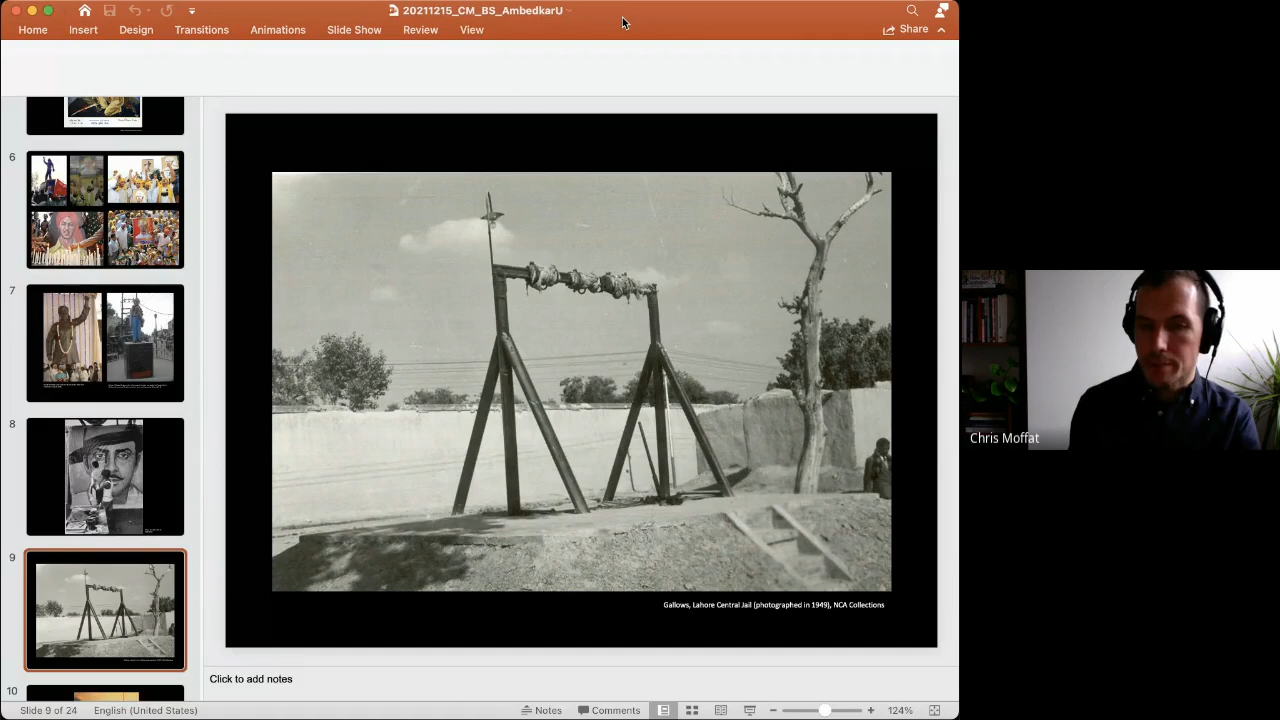 20211215_CM_BS_AmbedkarU
Home Insert Design Transitions Animations Slide Show Review View Share
6
7
8
9
10
Gallows, Lahore Central Jail (photographed in 1949), NCA Collections
Click to add notes
Slide 9 of 24 English (United States) Notes Comments 124%
Chris Moffat